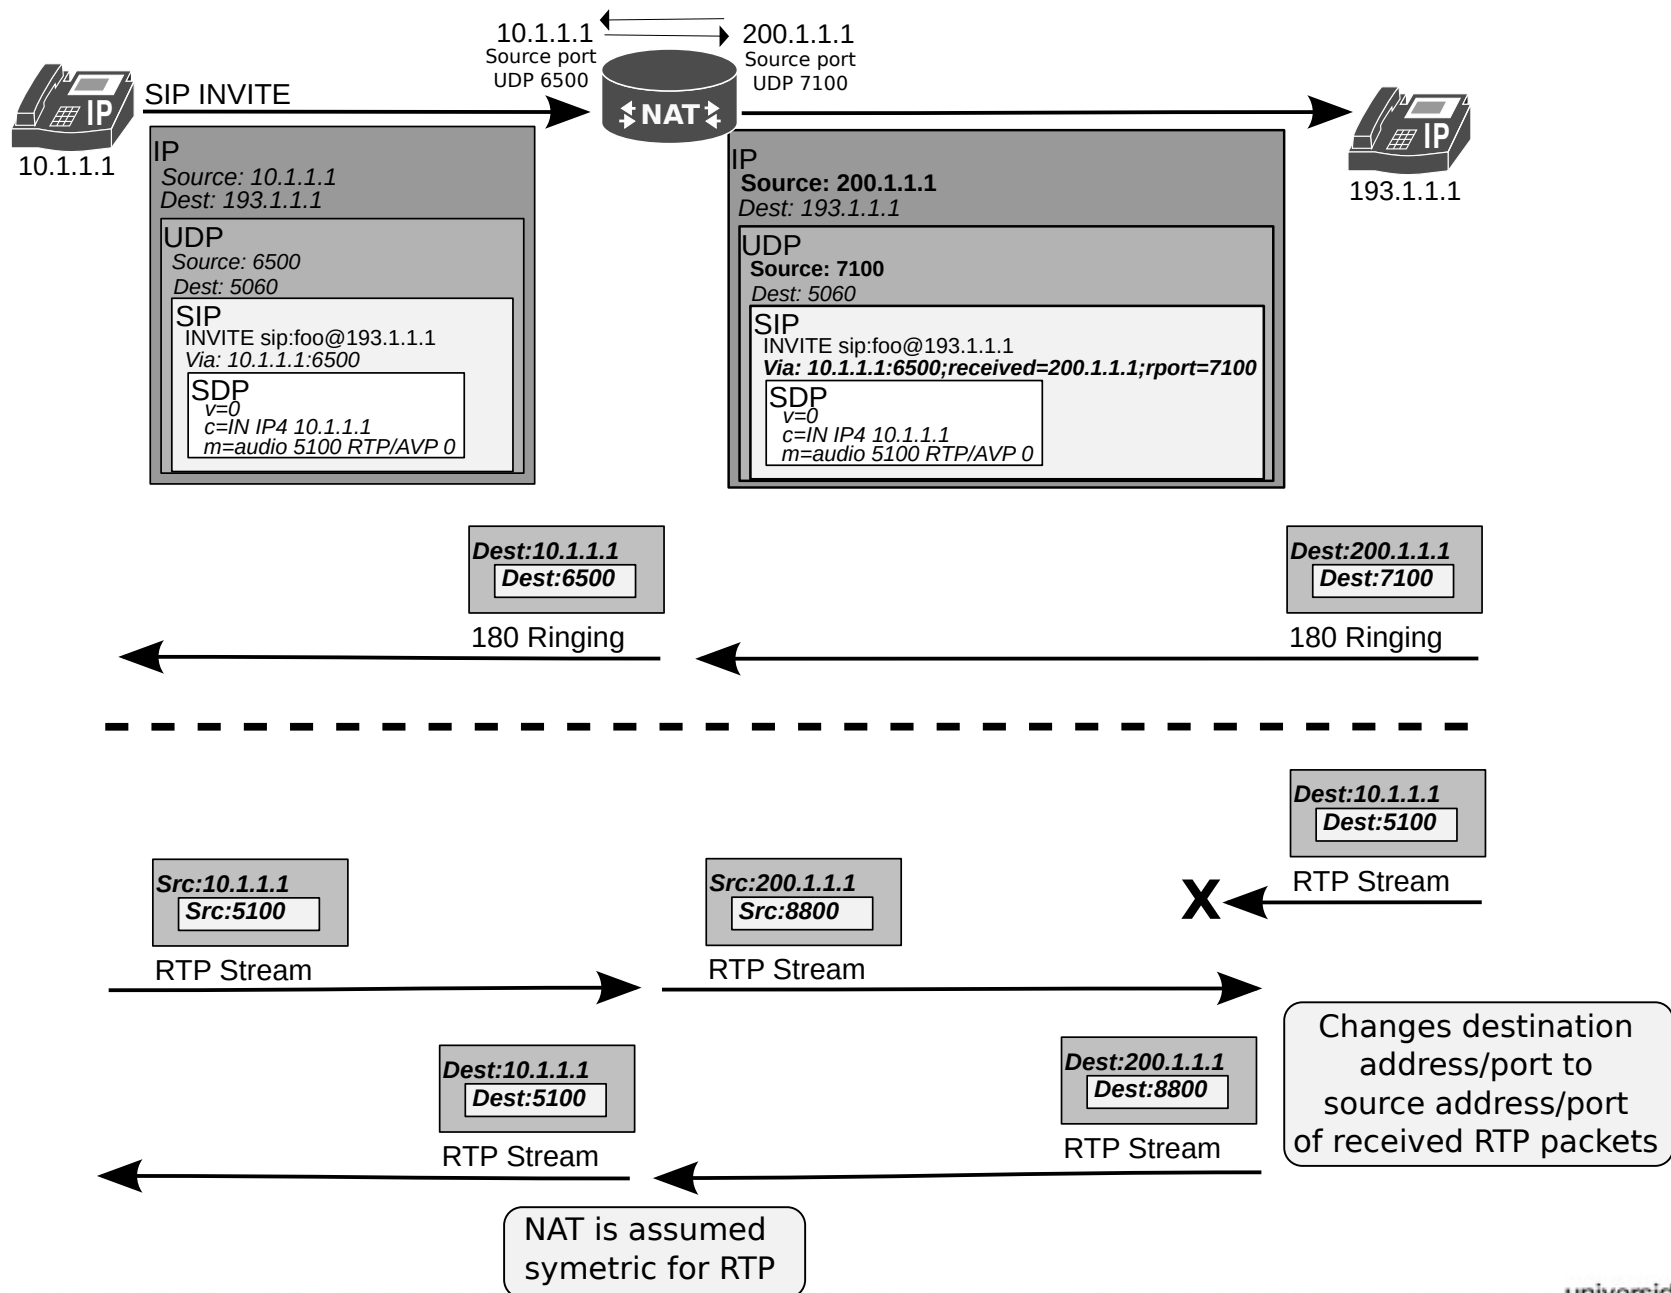 10.1.1.1
Source port
UDP 6500
200.1.1.1
Source port
UDP 7100
IP
SIP INVITE
NAT
IP
10.1.1.1
193.1.1.1
IP
Source: 10.1.1.1
Dest: 193.1.1.1
UDP
Source: 6500
Dest: 5060
SIP
INVITE sip:foo@193.1.1.1
Via: 10.1.1.1:6500
SDP
v=0
c=IN IP4 10.1.1.1
m=audio 5100 RTP/AVP 0
IP
Source: 200.1.1.1
Dest: 193.1.1.1
UDP
Source: 7100
Dest: 5060
SIP
INVITE sip:foo@193.1.1.1
Via: 10.1.1.1:6500;received=200.1.1.1;rport=7100
SDP
v=0
c=IN IP4 10.1.1.1
m=audio 5100 RTP/AVP 0
Dest:10.1.1.1
Dest:6500
180 Ringing
Dest:200.1.1.1
Dest:7100
180 Ringing
Dest:10.1.1.1
Dest:5100
RTP Stream
X
Src:10.1.1.1
Src:5100
RTP Stream
Src:200.1.1.1
Src:8800
RTP Stream
Changes destination
address/port to
source address/port
of received RTP packets
Dest:10.1.1.1
Dest:5100
RTP Stream
Dest:200.1.1.1
Dest:8800
RTP Stream
NAT is assumed
symetric for RTP